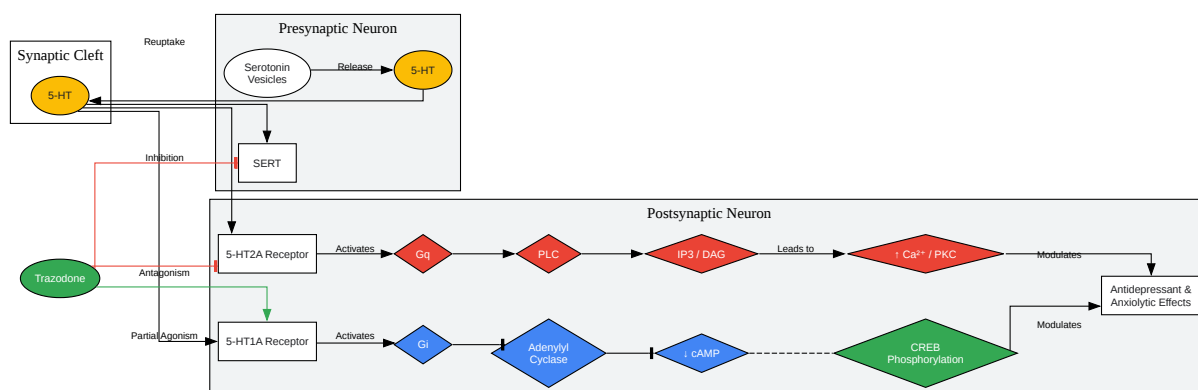 Presynaptic Neuron
Reuptake
Synaptic Cleft
Serotonin
Vesicles
Release
5-HT
5-HT
Inhibition
SERT
Postsynaptic Neuron
5-HT2A Receptor
Activates
Gq
PLC
IP3 / DAG
Leads to
↑ Ca²⁺ / PKC
Modulates
Trazodone
Antagonism
Antidepressant &
Anxiolytic Effects
Partial Agonism
5-HT1A Receptor
Activates
Gi
Adenylyl
Cyclase
↓ cAMP
CREB
Phosphorylation
Modulates